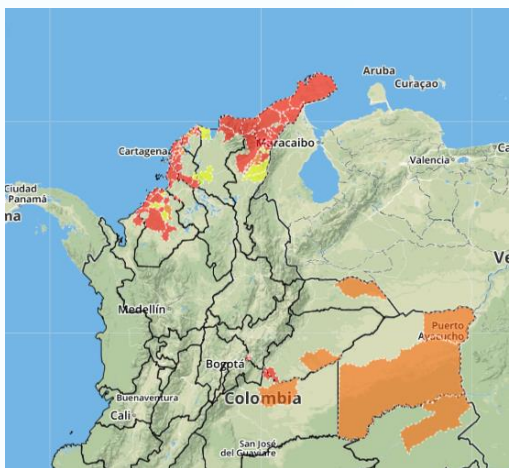 Aruba
Curaçao
Cartagena
Maracaibo
Valencia
Ca
Ciudad
Panamá
na
Ve
Medellín
Puerto
Ayacucho
Bogotá
Buenaventura
Colombia
Cali
San José
del Guaviare